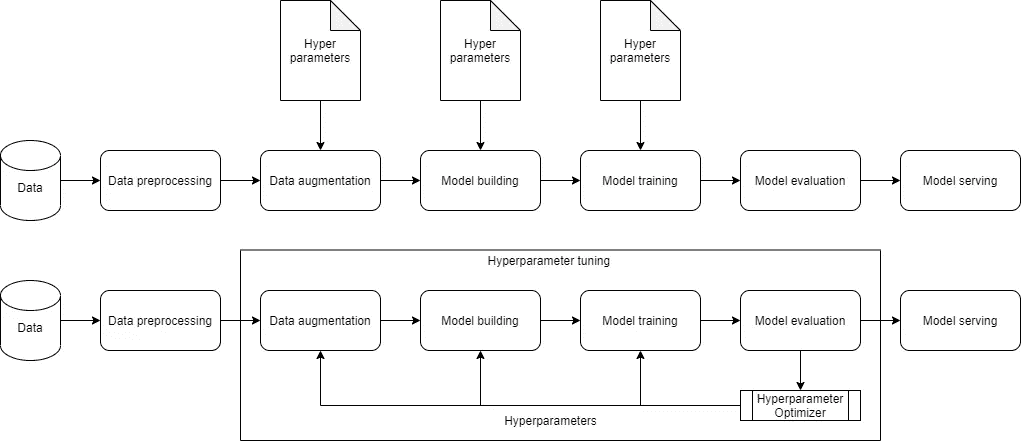 Hyper
parameters
Hyper
parameters
Hyper
parameters
Data
Data preprocessing
Data augmentation
Model building
Model training
Model evaluation
Model serving
Hyperparameter tuning
Data
Data preprocessing
Data augmentation
Model building
Model training
Model evaluation
Model serving
Hyperparameter
Optimizer
Hyperparameters